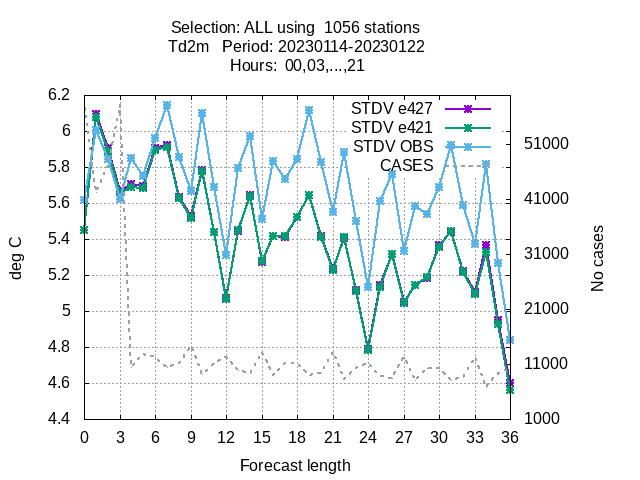 Selection: ALL using  1056 stations
Td2m   Period: 20230114-20230122
Hours:  00,03,...,21
STDV e427
STDV e421
STDV OBS
CASES
6.2
6
5.8
5.6
5.4
5.2
5
4.8
4.6
4.4
deg C
51000
41000
31000
21000
11000
1000
No cases
0 3 6 9 12 15 18 21 24 27 30 33 36
Forecast length